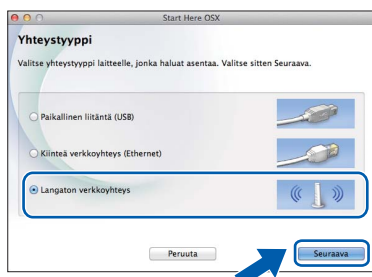 Start Here OSX
Yhteystyyppi
Valitse yhteystyyppi laitteelle, jonka haluat asentaa. Valitse sitten Seuraava.
Paikallinen liitäntä (USB)
Kiinteä verkkoyhteys (Ethernet)
Langaton verkkoyhteys
Peruuta
Seuraava